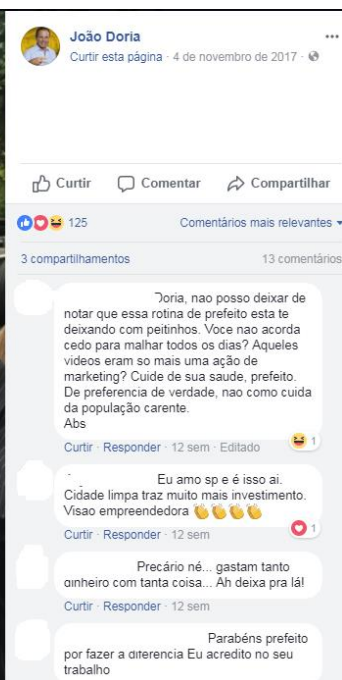 João Doria
Curtir esta página · 4 de novembro de 2017 ·
Curtir Comentar Compartilhar
125 Comentários mais relevantes
3 compartilhamentos 13 comentários
Doria, nao posso deixar de
notar que essa rotina de prefeito esta te
deixando com peitinhos. Voce nao acorda
cedo para malhar todos os dias? Aqueles
videos eram so mais uma ação de
marketing? Cuide de sua saude, prefeito.
De preferencia de verdade, nao como cuida
da população carente.
Abs
Curtir · Responder · 12 sem · Editado 1
Eu amo sp e é isso ai.
Cidade limpa traz muito mais investimento.
Visao empreendedora 👏👏👏👏
Curtir · Responder · 12 sem 1
Precário né... gastam tanto
dinheiro com tanta coisa... Ah deixa pra lá!
Curtir · Responder · 12 sem
Parabéns prefeito
por fazer a diferencia Eu acredito no seu
trabalho